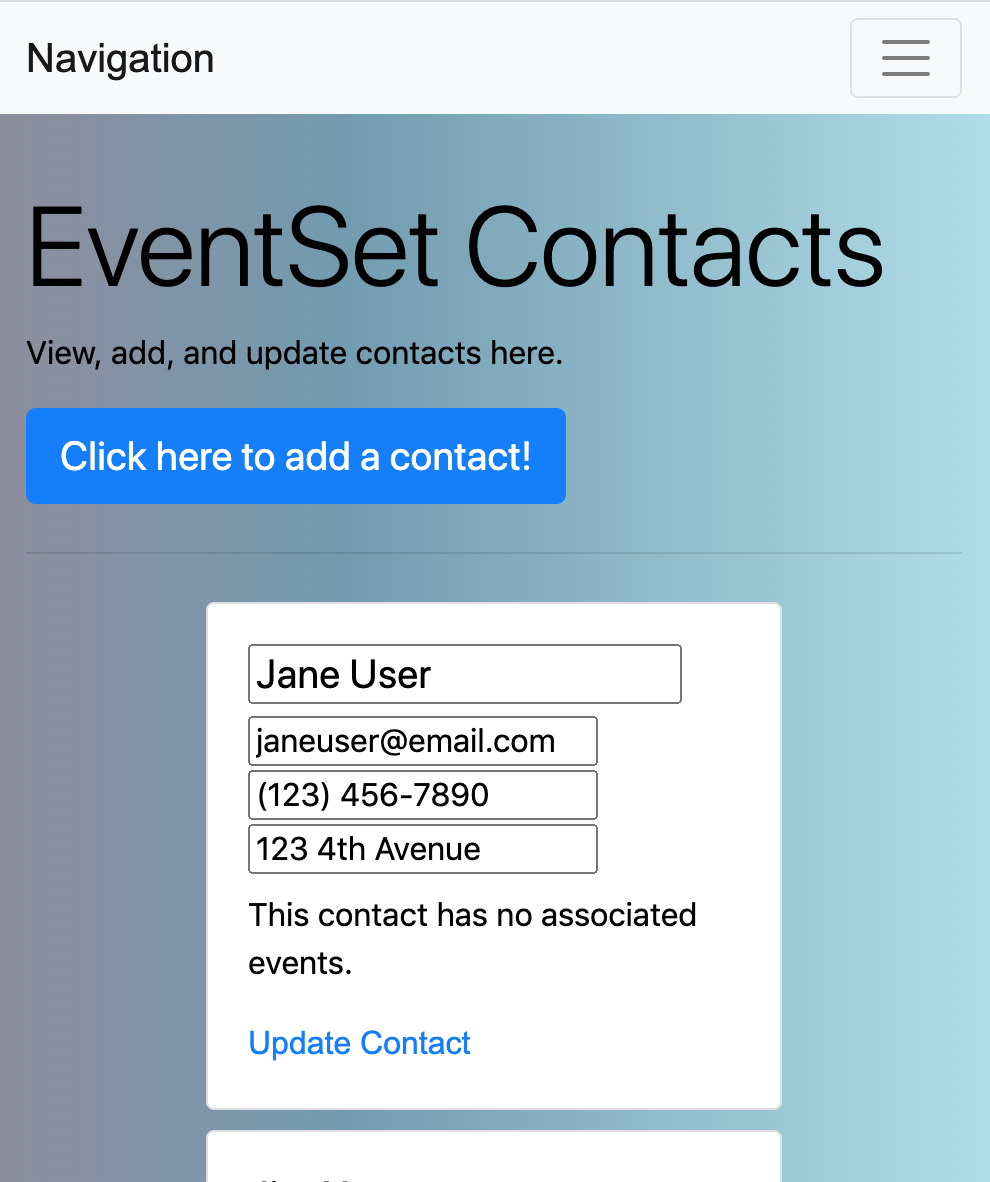 Navigation
EventSet Contacts
View, add, and update contacts here.
Click here to add a contact!
Jane User
janeuser@email.com
(123) 456-7890
123 4th Avenue
This contact has no associated
events.
Update Contact